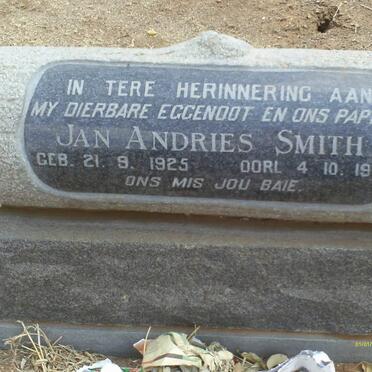 IN TERE HERINNERING AAN
MY DIERBARE EGGENOOT EN ONS PAP
JAN ANDRIES SMITH
GEB. 21. 9. 1925 OORL 4. 10. 19
ONS MIS JOU BAIE.